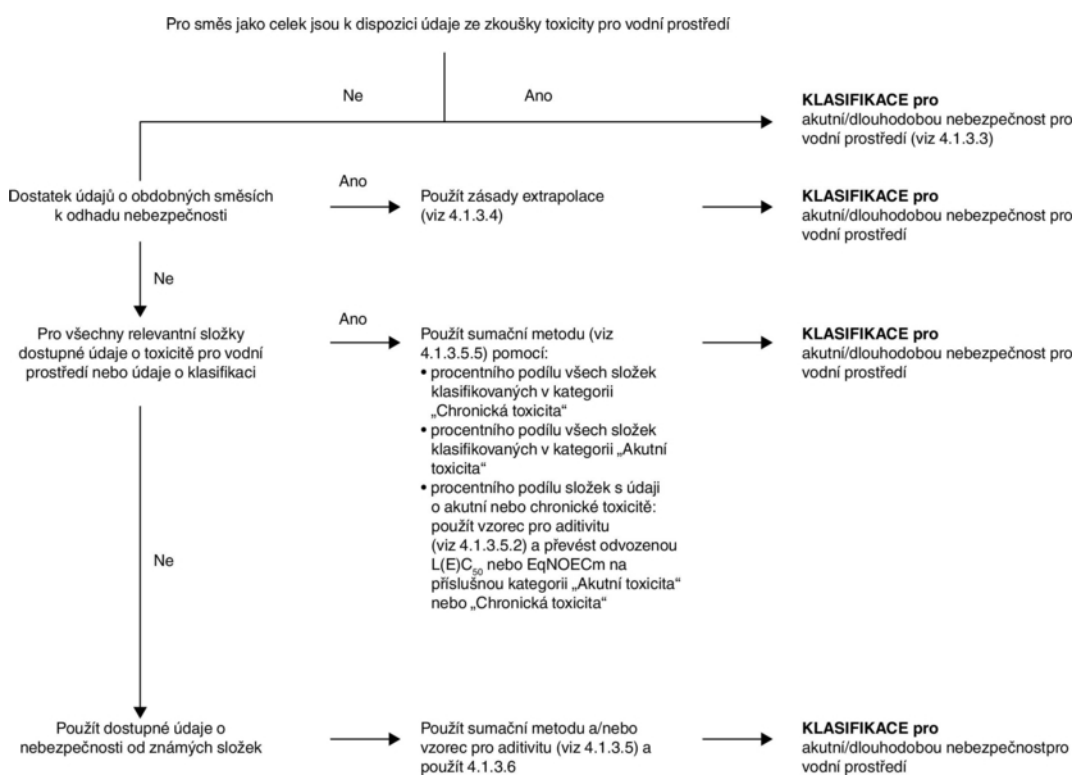 Pro směs jako celek jsou k dispozici údaje ze zkoušky toxicity pro vodní prostředí
Ne
Ano
KLASIFIKACE pro
akutní/dlouhodobou nebezpečnost pro
vodní prostředí (viz 4.1.3.3)
Dostatek údajů o obdobných směsích
k odhadu nebezpečnosti
Ano
Použít zásady extrapolace
(viz 4.1.3.4)
KLASIFIKACE pro
akutní/dlouhodobou nebezpečnost pro
vodní prostředí
Ne
Pro všechny relevantní složky
dostupné údaje o toxicitě pro vodní
prostředí nebo údaje o klasifikaci
Ano
Použít sumační metodu (viz
4.1.3.5.5) pomocí:
• procentního podílu všech složek
klasifikovaných v kategorii
„Chronická toxicita“
• procentního podílu všech složek
klasifikovaných v kategorii „Akutní
toxicita“
• procentního podílu složek s údaji
o akutní nebo chronické toxicitě:
použít vzorec pro aditivitu
(viz 4.1.3.5.2) a převést odvozenou
L(E)C50 nebo EqNOECm na
příslušnou kategorii „Akutní toxicita“
nebo „Chronická toxicita“
KLASIFIKACE pro
akutní/dlouhodobou nebezpečnost pro
vodní prostředí
Ne
Použít dostupné údaje o
nebezpečnosti od známých složek
Použít sumační metodu a/nebo
vzorec pro aditivitu (viz 4.1.3.5) a
použít 4.1.3.6
KLASIFIKACE pro
akutní/dlouhodobou nebezpečnostpro
vodní prostředí